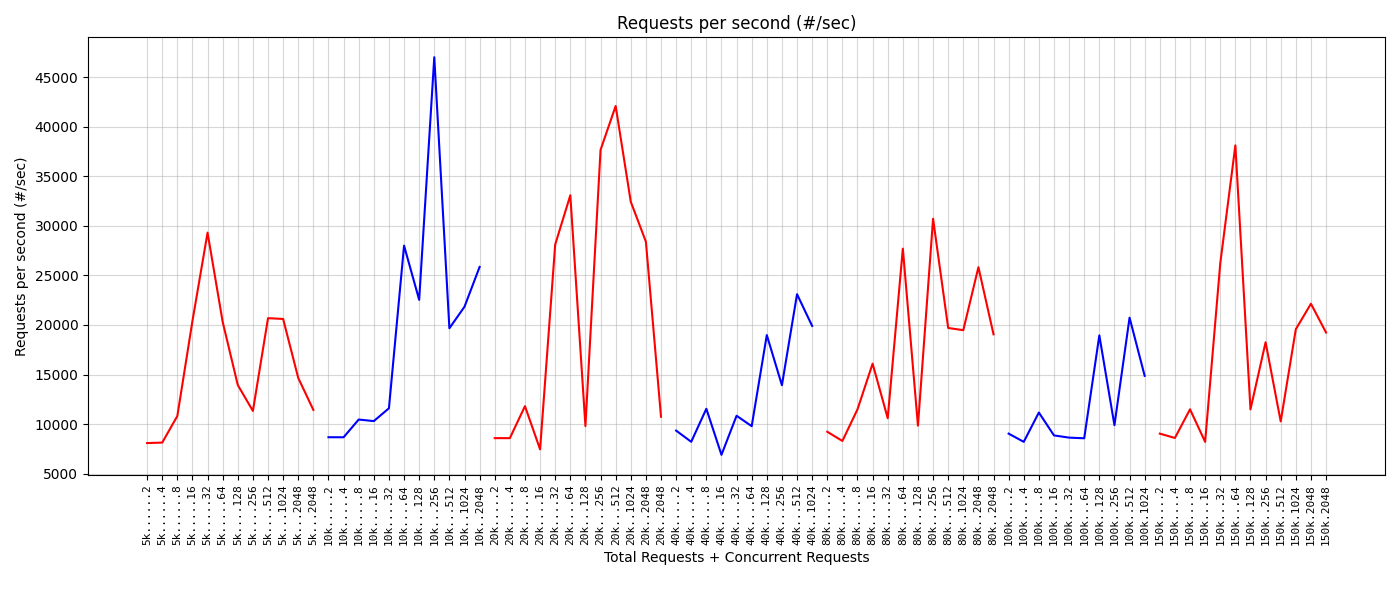 Requests per second (#/sec)
Requests per second (#/sec)
45000
40000
35000
30000
25000
20000
15000
10000
5000
5k......2
5k......4
5k......8
5k.....16
5k.....32
5k.....64
5k....128
5k....256
5k....512
5k...1024
5k...2048
5k...2048
10k.....2
10k.....4
10k.....8
10k....16
10k....32
10k....64
10k...128
10k...256
10k...512
10k..1024
10k..2048
20k.....2
20k.....4
20k.....8
20k....16
20k....32
20k....64
20k...128
20k...256
20k...512
20k..1024
20k..2048
20k..2048
40k.....2
40k.....4
40k.....8
40k....16
40k....32
40k....64
40k...128
40k...256
40k...512
40k..1024
80k.....2
80k.....4
80k.....8
80k....16
80k....32
80k....64
80k...128
80k...256
80k...512
80k..1024
80k..2048
80k..2048
100k....2
100k....4
100k....8
100k...16
100k...32
100k...64
100k..128
100k..256
100k..512
100k.1024
150k....2
150k....4
150k....8
150k...16
150k...32
150k...64
150k..128
150k..256
150k..512
150k.1024
150k.2048
150k.2048
Total Requests + Concurrent Requests